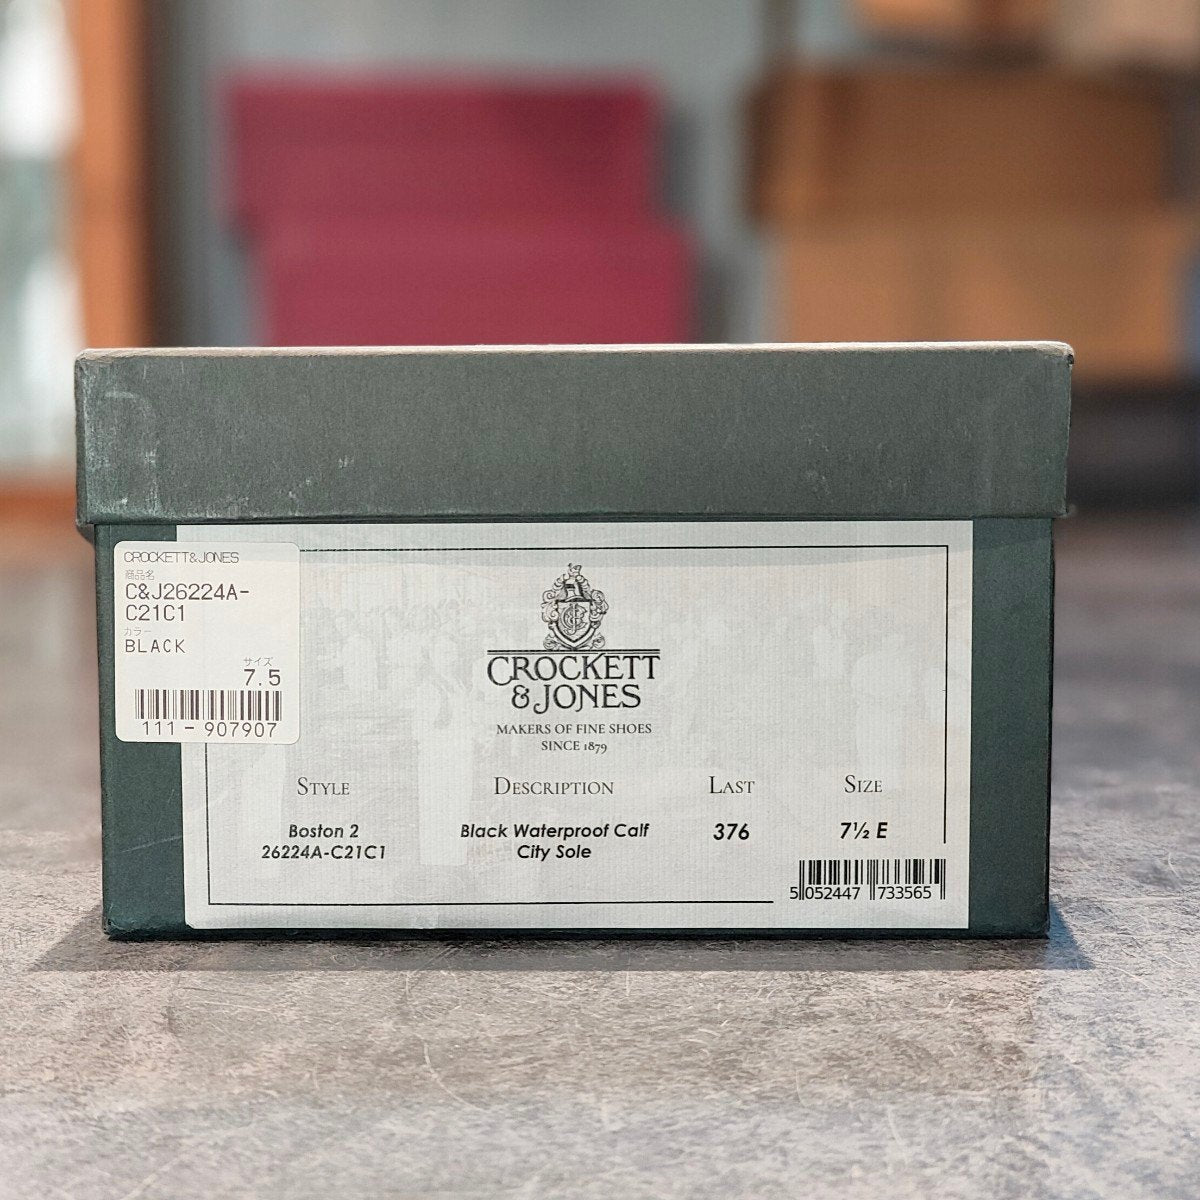 CROCKETT&JONES
商品名
C&J26224A-
C21C1
カラー
BLACK
サイズ
7.5
111-907907
CROCKETT
& JONES
MAKERS OF FINE SHOES
SINCE 1879
STYLE DESCRIPTION LAST SIZE
Boston 2 Black Waterproof Calf 376 7½ E
26224A-C21C1 City Sole
5 052447 733565